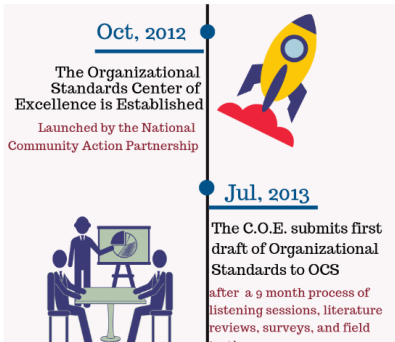 Oct, 2012
The Organizational
Standards Center of
Excellence is Established
Launched by the National
Community Action Partnership
Jul, 2013
The C.O.E. submits first
draft of Organizational
Standards to OCS
after a 9 month process of
listening sessions, literature
reviews, surveys, and field